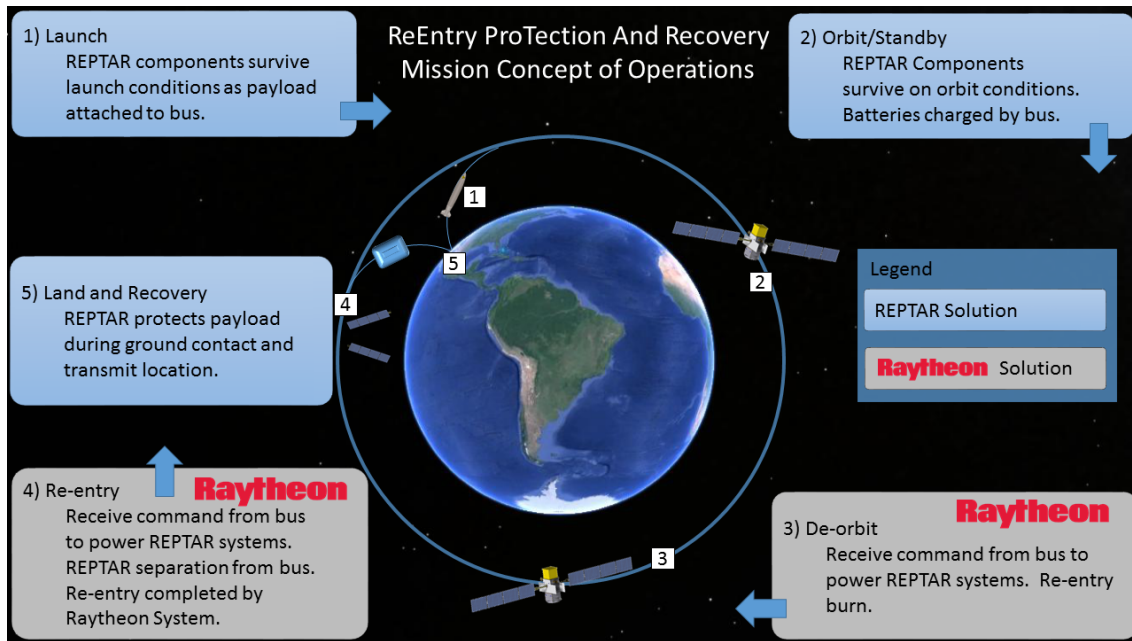 ReEntry ProTection And Recovery
Mission Concept of Operations
1) Launch
REPTAR components survive
launch conditions as payload
attached to bus.
2) Orbit/Standby
REPTAR Components
survive on orbit conditions.
Batteries charged by bus.
1
2
5
4
3
Legend
REPTAR Solution
Raytheon Solution
5) Land and Recovery
REPTAR protects payload
during ground contact and
transmit location.
4) Re-entry
Raytheon
Receive command from bus
to power REPTAR systems.
REPTAR separation from bus.
Re-entry completed by
Raytheon System.
Raytheon
3) De-orbit
Receive command from bus to
power REPTAR systems.  Re-entry
burn.